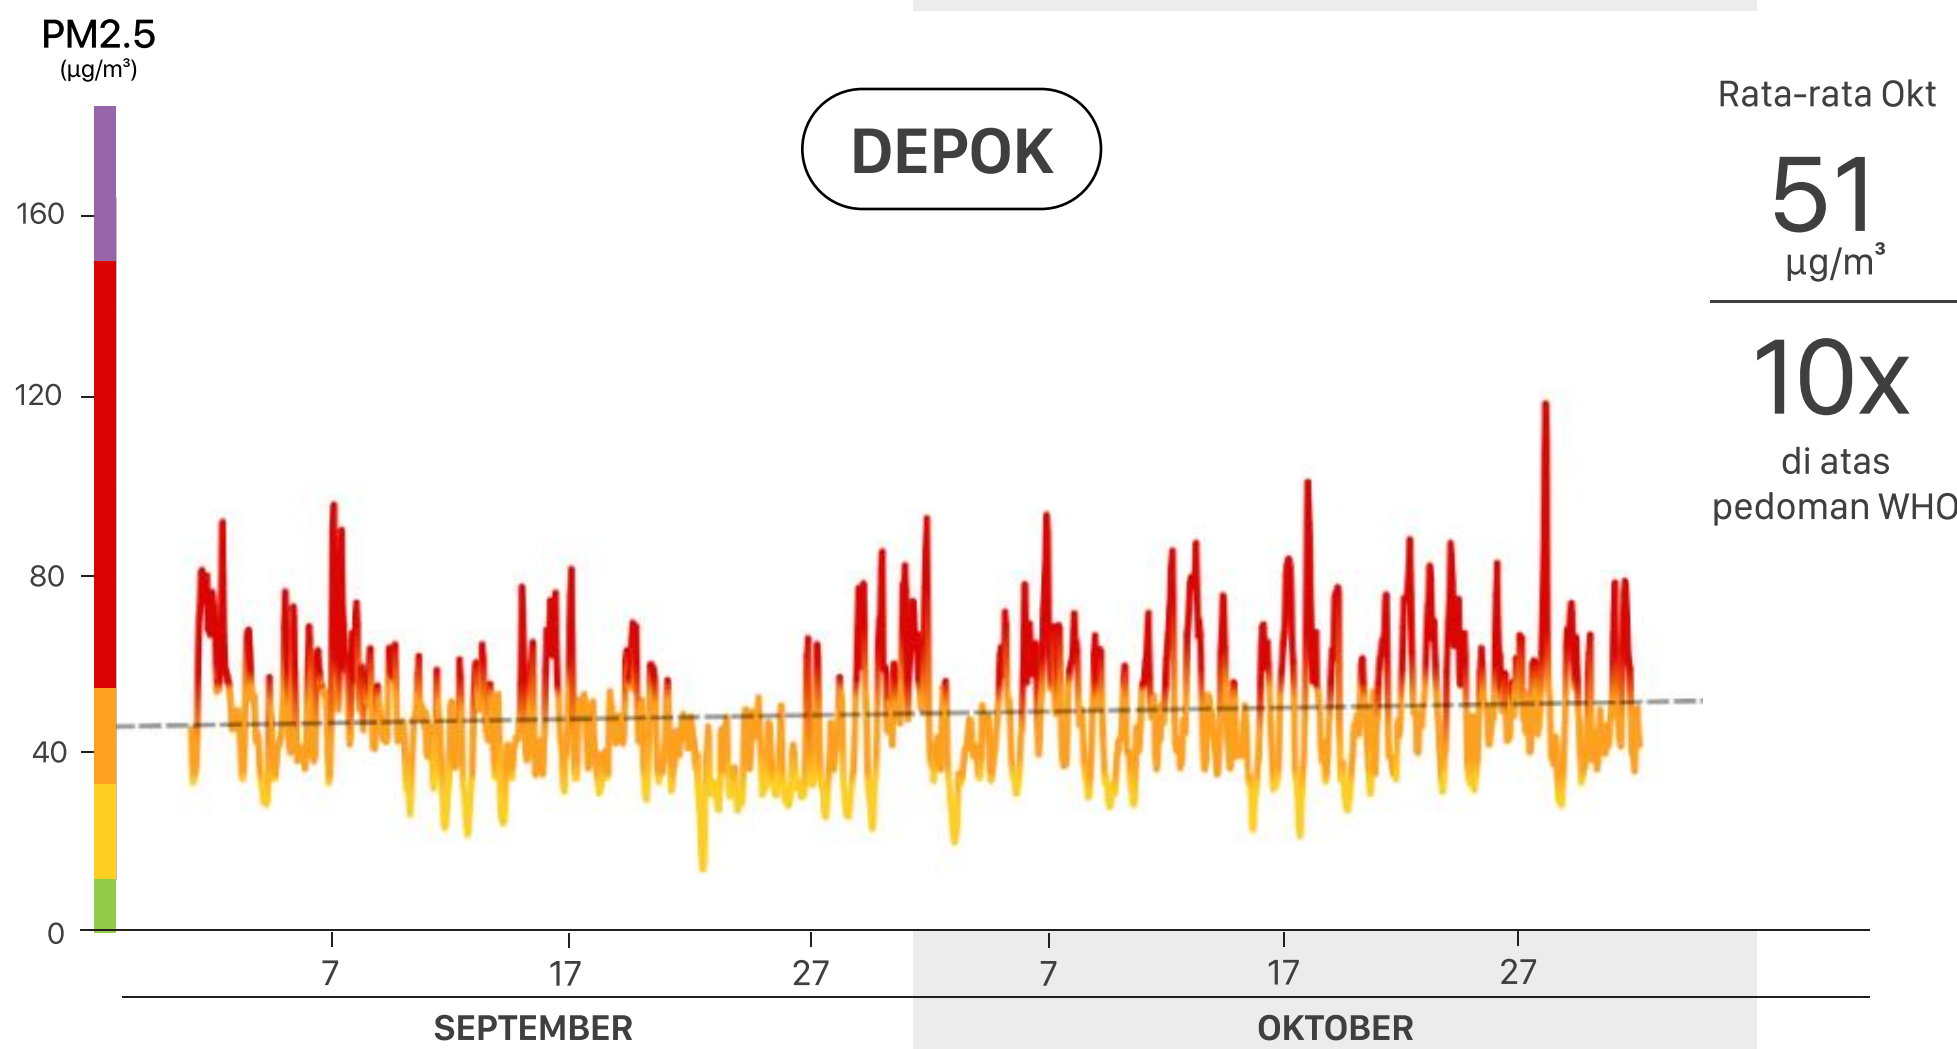 PM2.5
(µg/m³)
DEPOK
Rata-rata Okt
51
µg/m³
10x
di atas
pedoman WHO
160
120
80
40
0
7
17
27
7
17
27
SEPTEMBER
OKTOBER